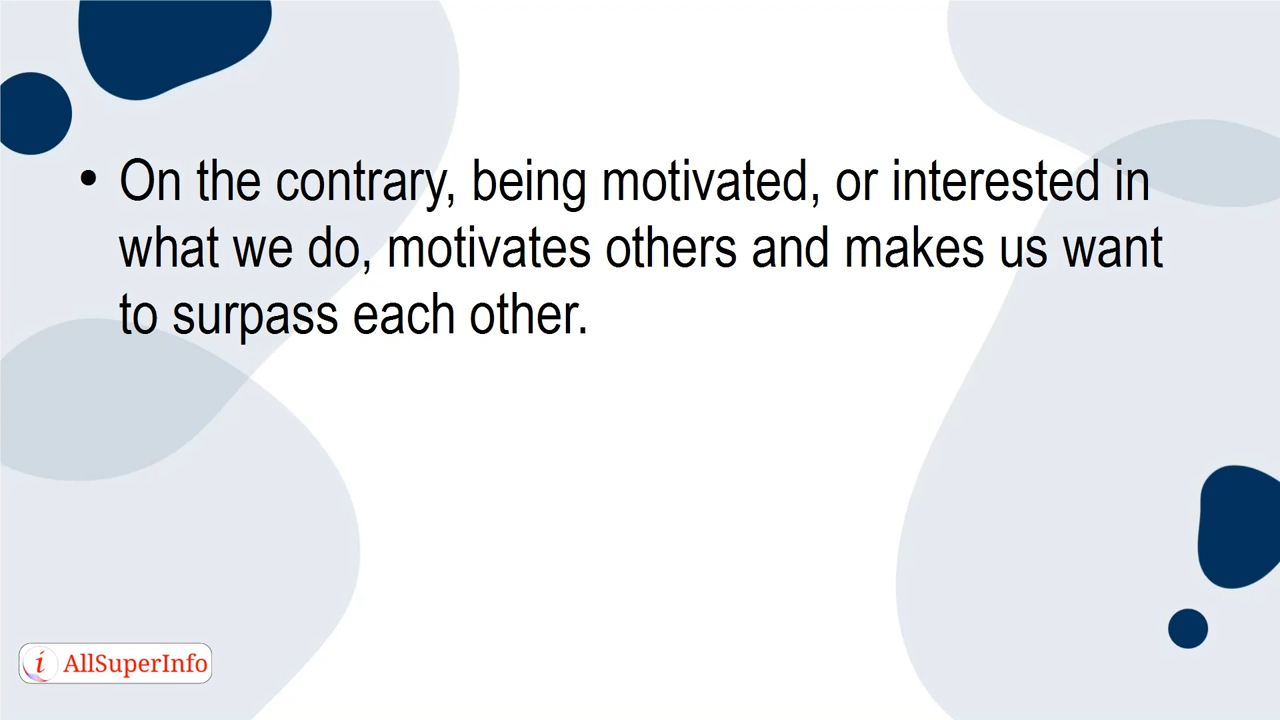 • On the contrary, being motivated, or interested in
what we do, motivates others and makes us want
to surpass each other.
i AllSuperInfo